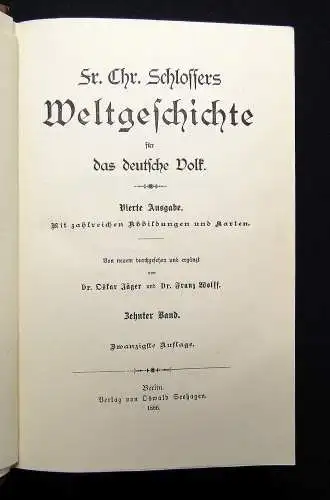 Fr. Chr. Schlossers
Weltgeschichte
für
das deutsche Volk.
Vierte Ausgabe.
Mit zahlreichen Abbildungen und Karten.
Von neuem durchgesehen und ergänzt
von
Dr. Oskar Jäger und Dr. Franz Wolff.
Zehnter Band.
Zwanzigste Auflage.
Berlin.
Verlag von Oswald Seehagen.